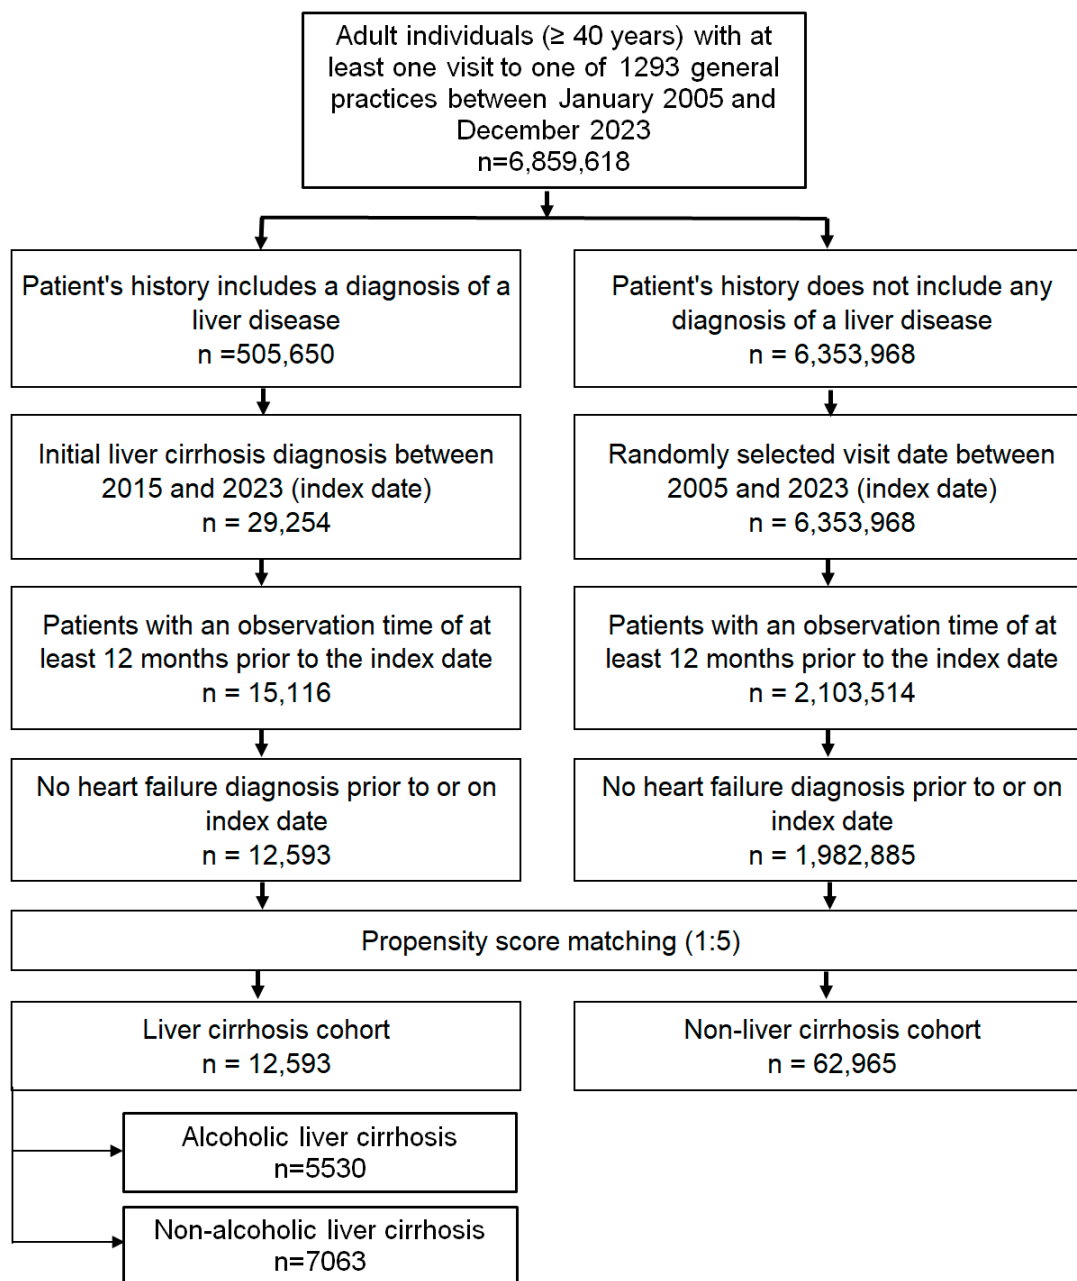 Adult individuals (≥ 40 years) with at
least one visit to one of 1293 general
practices between January 2005 and
December 2023
n=6,859,618
Patient's history includes a diagnosis of a
liver disease
n =505,650
Patient's history does not include any
diagnosis of a liver disease
n = 6,353,968
Initial liver cirrhosis diagnosis between
2015 and 2023 (index date)
n = 29,254
Randomly selected visit date between
2005 and 2023 (index date)
n = 6,353,968
Patients with an observation time of at
least 12 months prior to the index date
n = 15,116
Patients with an observation time of at
least 12 months prior to the index date
n = 2,103,514
No heart failure diagnosis prior to or on
index date
n = 12,593
No heart failure diagnosis prior to or on
index date
n = 1,982,885
Propensity score matching (1:5)
Liver cirrhosis cohort
n = 12,593
Non-liver cirrhosis cohort
n = 62,965
Alcoholic liver cirrhosis
n=5530
Non-alcoholic liver cirrhosis
n=7063